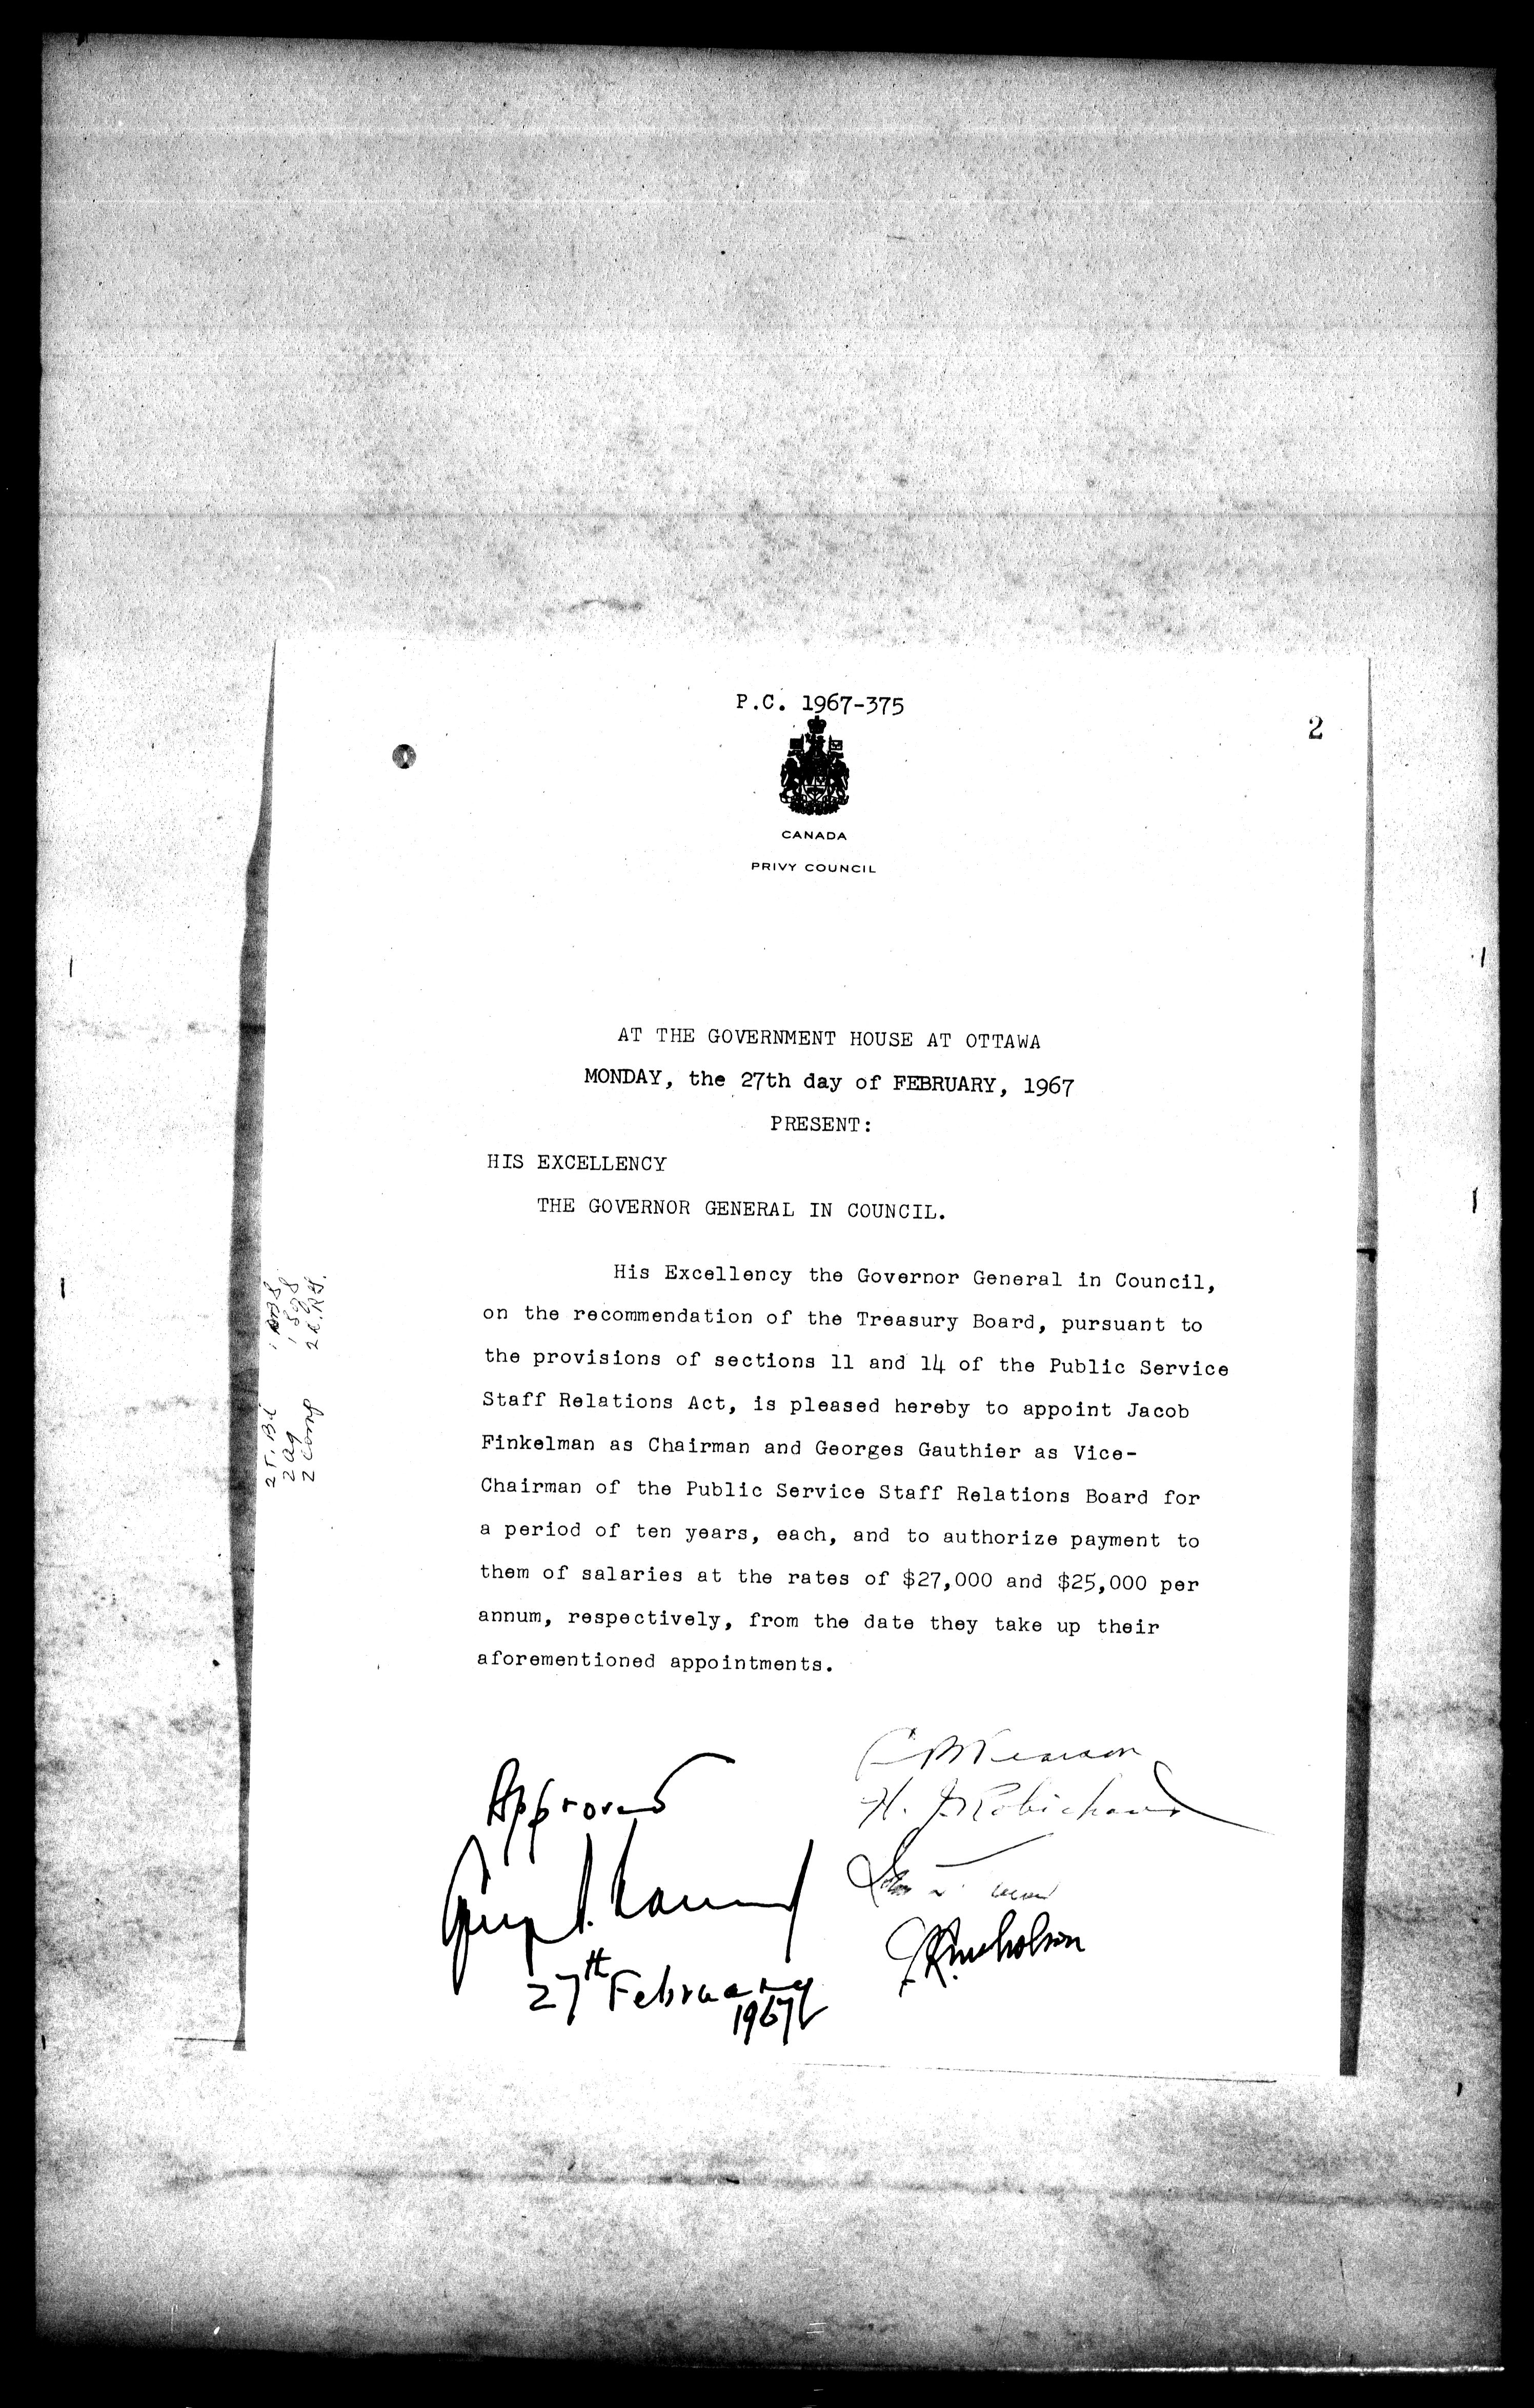 P.C. 1967-375
2
CANADA
PRIVY COUNCIL
AT THE GOVERNMENT HOUSE AT OTTAWA
MONDAY, the 27th day of FEBRUARY, 1967
PRESENT:
HIS EXCELLENCY
THE GOVERNOR GENERAL IN COUNCIL.
His Excellency the Governor General in Council,
on the recommendation of the Treasury Board, pursuant to
the provisions of sections 11 and 14 of the Public Service
Staff Relations Act, is pleased hereby to appoint Jacob
Finkelman as Chairman and Georges Gauthier as Vice-
Chairman of the Public Service Staff Relations Board for
a period of ten years, each, and to authorize payment to
them of salaries at the rates of $27,000 and $25,000 per
annum, respectively, from the date they take up their
aforementioned appointments.
Approved
27th February
1967
H. J. Robichaud
JRNicholson
2 ag
2 comp